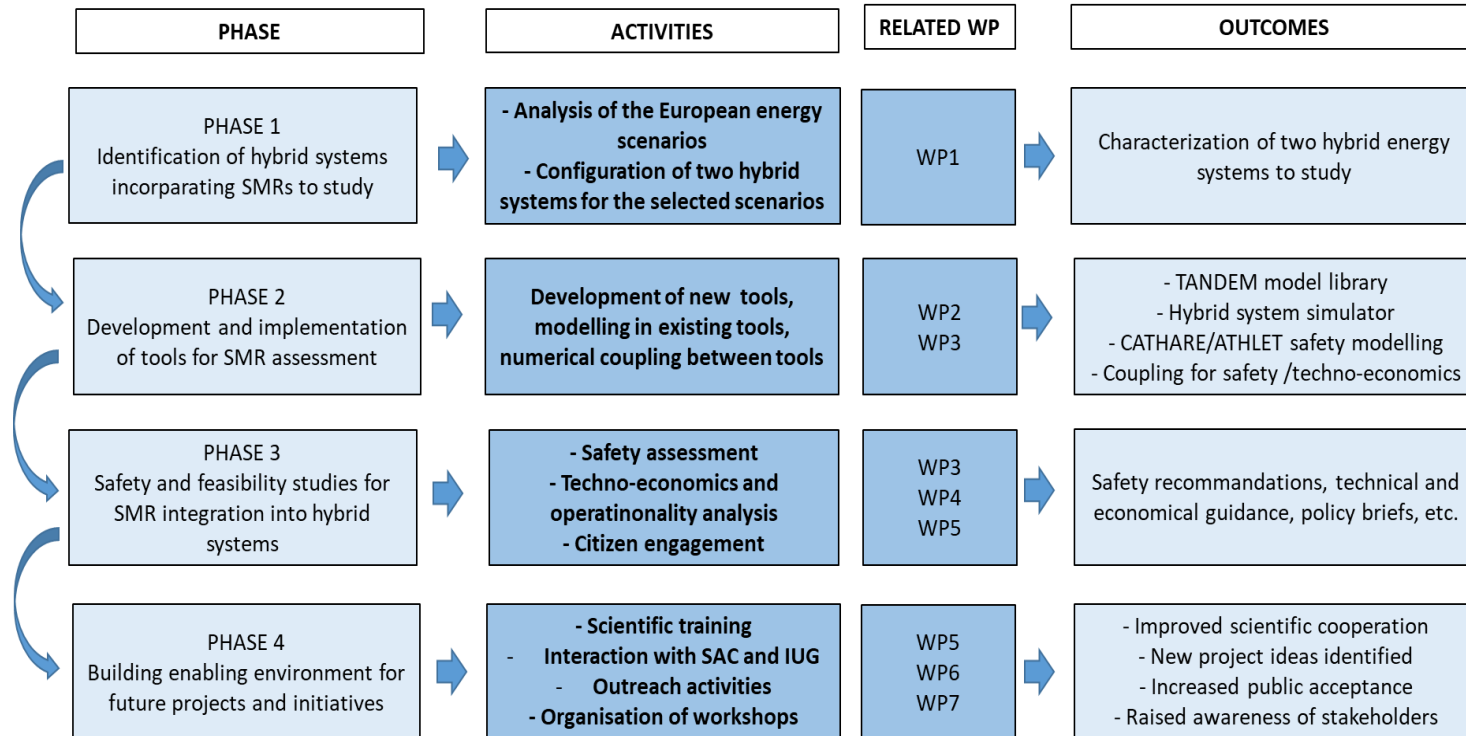 PHASE
ACTIVITIES
RELATED WP
OUTCOMES
PHASE 1
Identification of hybrid systems
incorparating SMRs to study
- Analysis of the European energy
scenarios
- Configuration of two hybrid
systems for the selected scenarios
WP1
Characterization of two hybrid energy
systems to study
PHASE 2
Development and implementation
of tools for SMR assessment
Development of new tools,
modelling in existing tools,
numerical coupling between tools
WP2
WP3
- TANDEM model library
- Hybrid system simulator
- CATHARE/ATHLET safety modelling
- Coupling for safety /techno-economics
PHASE 3
Safety and feasibility studies for
SMR integration into hybrid
systems
- Safety assessment
- Techno-economics and
operatinonality analysis
- Citizen engagement
WP3
WP4
WP5
Safety recommandations, technical and
economical guidance, policy briefs, etc.
PHASE 4
Building enabling environment for
future projects and initiatives
- Scientific training
- Interaction with SAC and IUG
- Outreach activities
- Organisation of workshops
WP5
WP6
WP7
- Improved scientific cooperation
- New project ideas identified
- Increased public acceptance
- Raised awareness of stakeholders